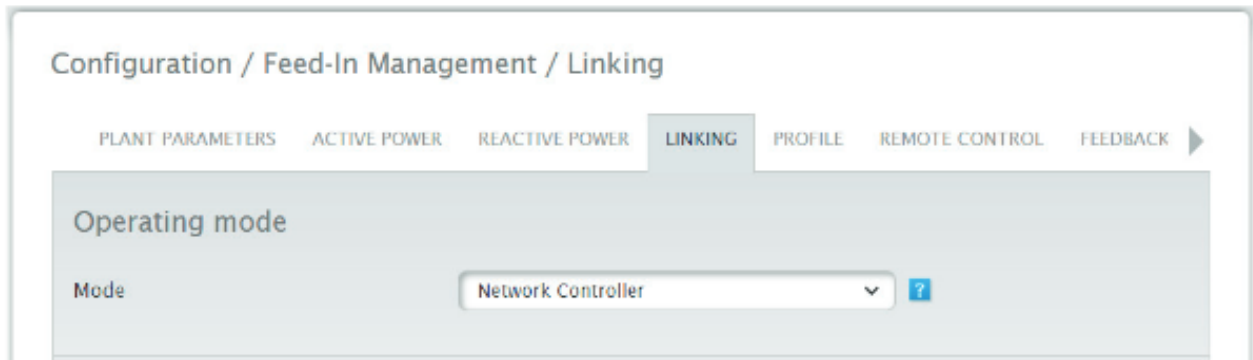 Configuration / Feed-In Management / Linking
PLANT PARAMETERS ACTIVE POWER REACTIVE POWER LINKING PROFILE REMOTE CONTROL FEEDBACK
Operating mode
Mode Network Controller ?